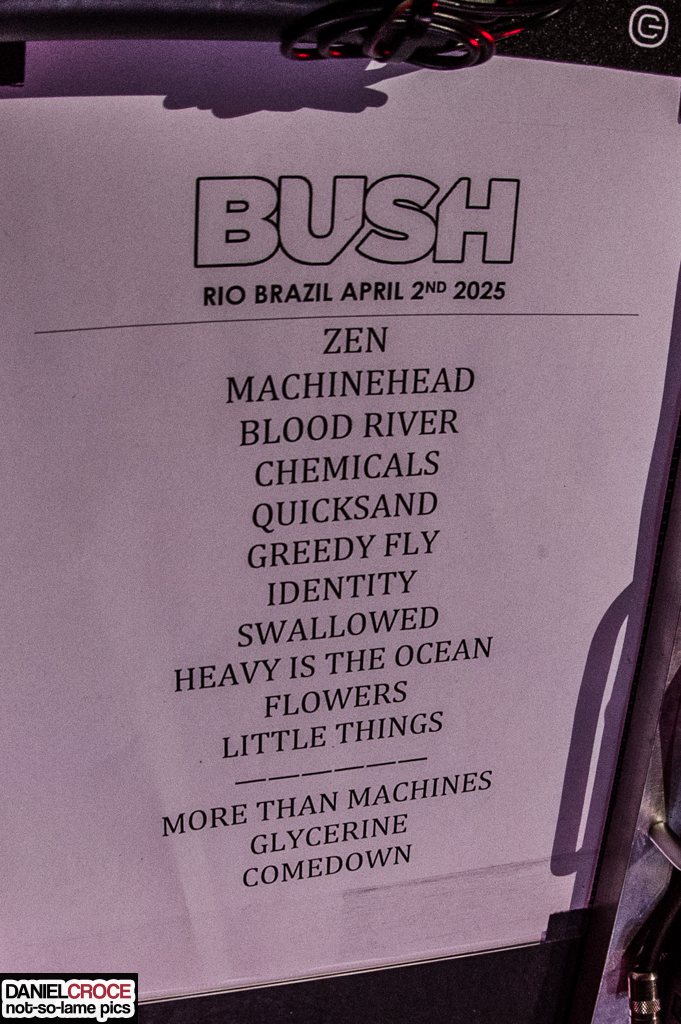 BUSH
RIO BRAZIL APRIL 2ND 2025
ZEN
MACHINEHEAD
BLOOD RIVER
CHEMICALS
QUICKSAND
GREEDY FLY
IDENTITY
SWALLOWED
HEAVY IS THE OCEAN
FLOWERS
LITTLE THINGS
——————
MORE THAN MACHINES
GLYCERINE
COMEDOWN
DANIELCROCE
not-so-lame pics